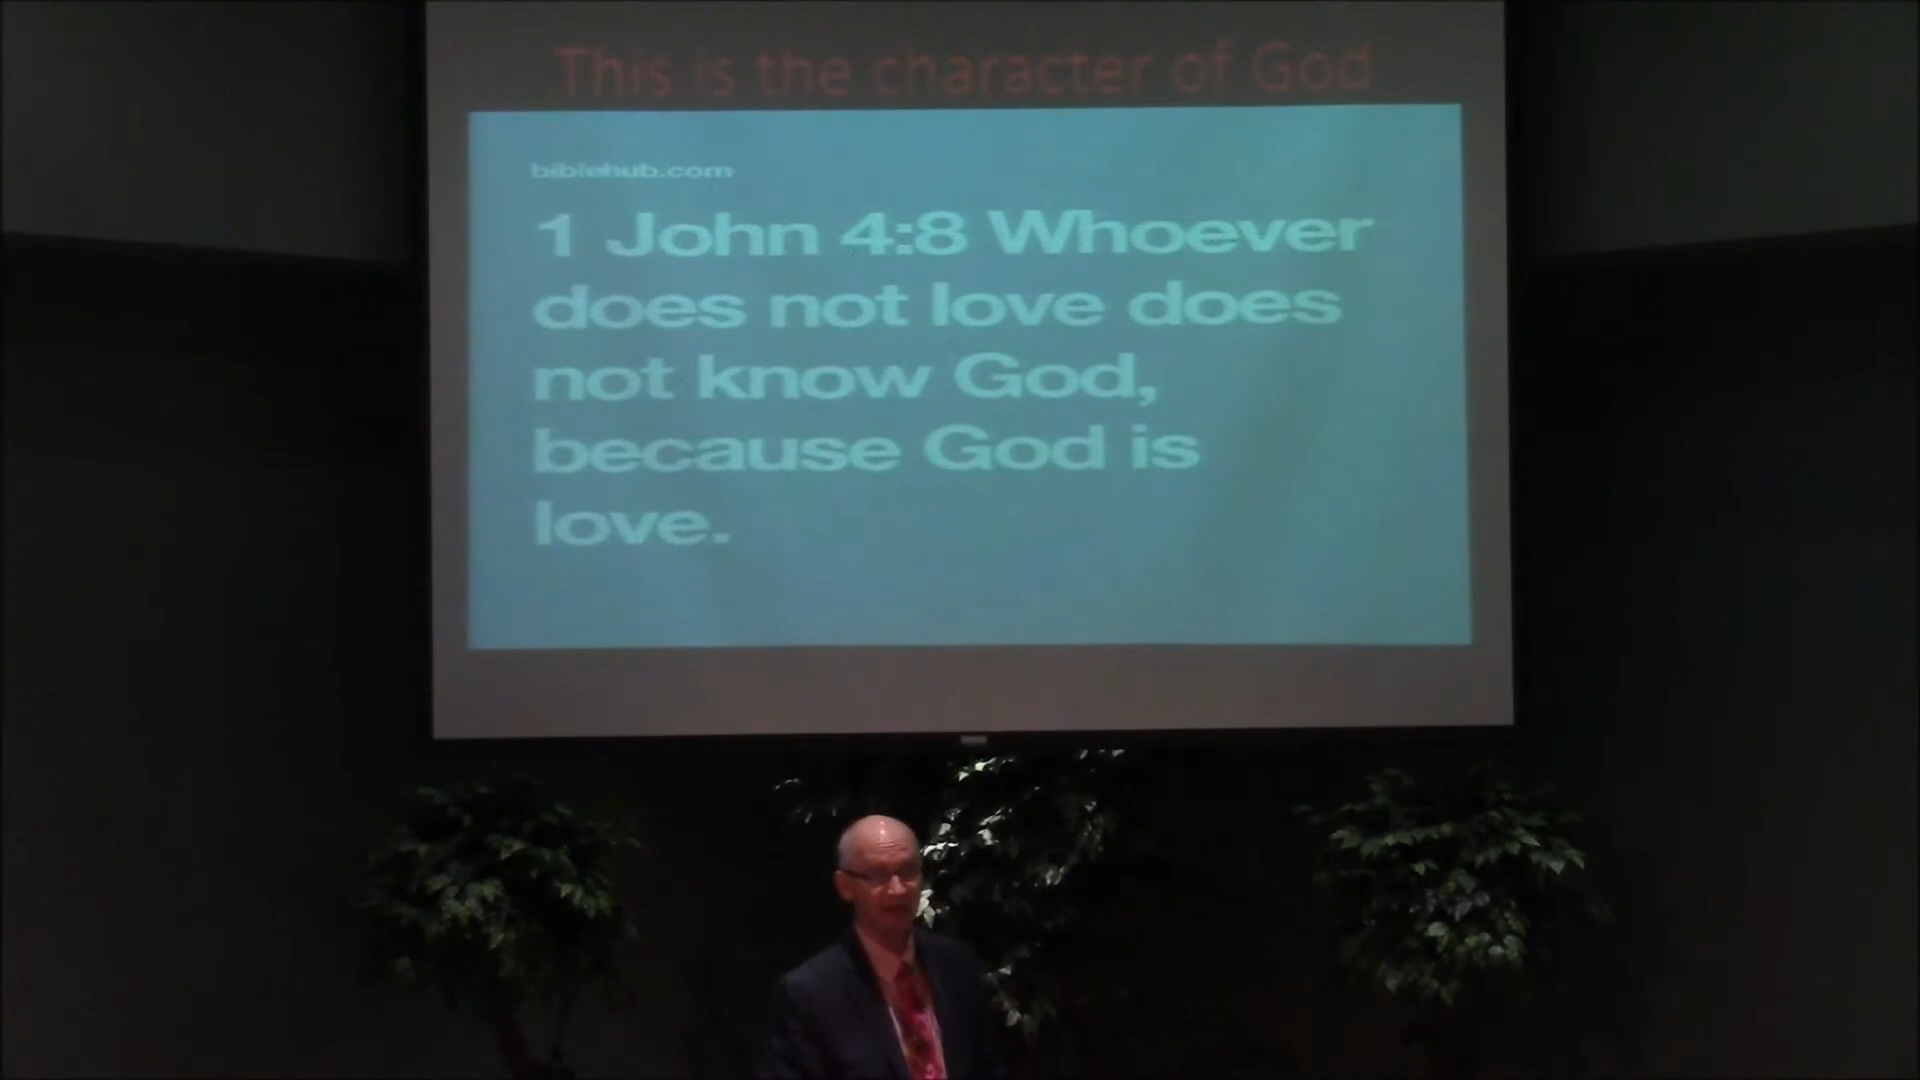 This is the character of God
biblehub.com
1 John 4:8 Whoever
does not love does
not know God,
because God is
love.